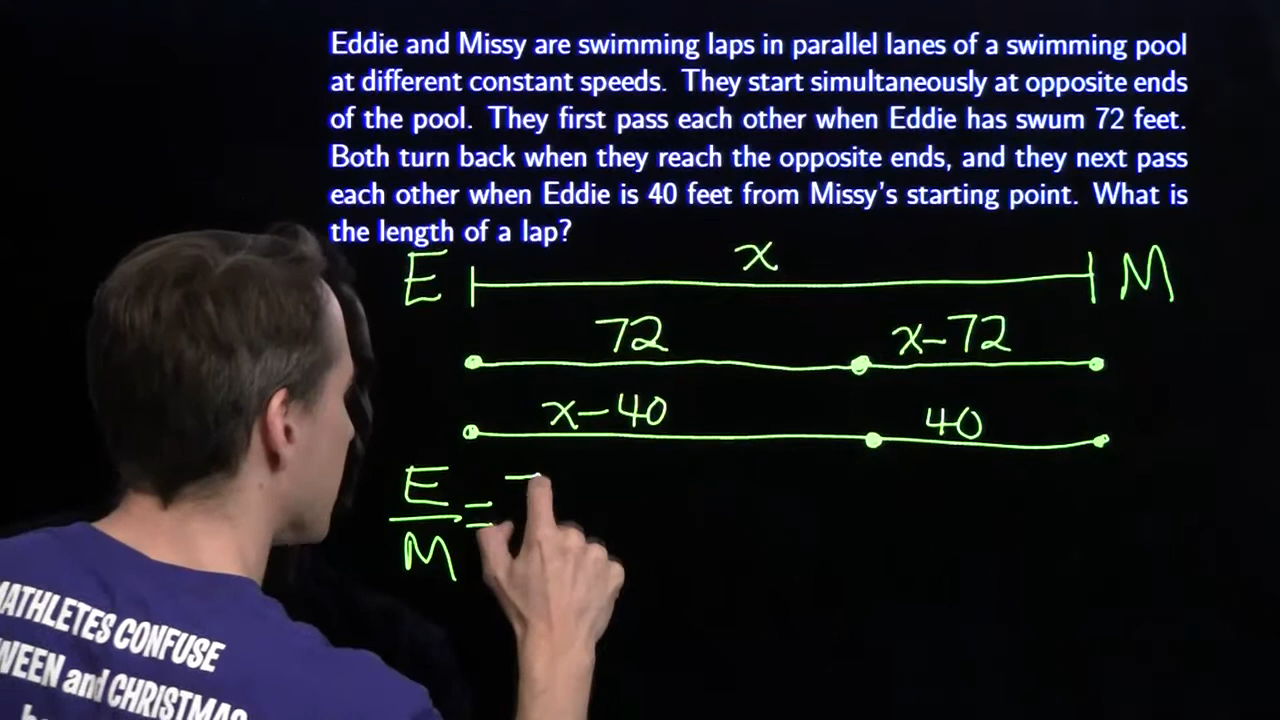 Eddie and Missy are swimming laps in parallel lanes of a swimming pool
at different constant speeds. They start simultaneously at opposite ends
of the pool. They first pass each other when Eddie has swum 72 feet.
Both turn back when they reach the opposite ends, and they next pass
each other when Eddie is 40 feet from Missy's starting point. What is
the length of a lap?
E x M
72 x-72
x-40 40
E/M =
MATHLETES CONFUSE
WEEN and CHRISTMAS